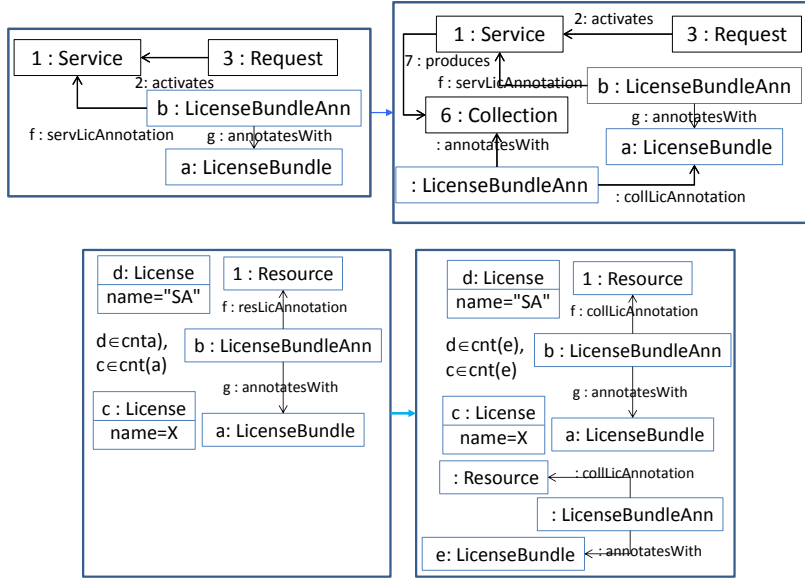 1 : Service
3 : Request
2: activates
b : LicenseBundleAnn
f : servLicAnnotation
g : annotatesWith
a: LicenseBundle
2: activates
1 : Service
3 : Request
7 : produces
f : servLicAnnotation
b : LicenseBundleAnn
6 : Collection
g : annotatesWith
: annotatesWith
a: LicenseBundle
: LicenseBundleAnn
: collLicAnnotation
d: License
name="SA"
1 : Resource
f : resLicAnnotation
d∈cnta),
c∈cnt(a)
b : LicenseBundleAnn
g : annotatesWith
c : License
name=X
a: LicenseBundle
d: License
name="SA"
1 : Resource
f : collLicAnnotation
d∈cnt(e),
c∈cnt(e)
b : LicenseBundleAnn
g : annotatesWith
c : License
name=X
a: LicenseBundle
: Resource
: collLicAnnotation
: LicenseBundleAnn
e: LicenseBundle
: annotatesWith